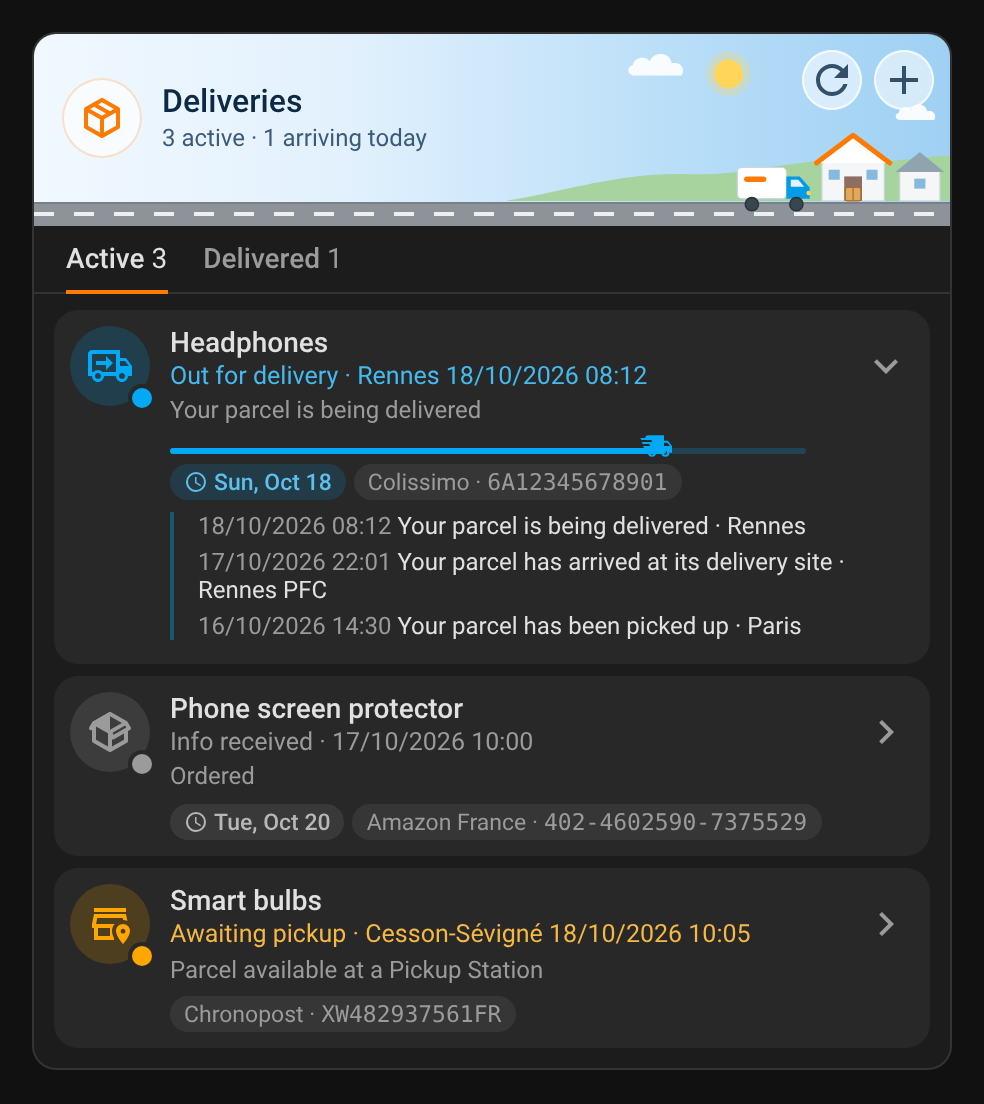 Deliveries
3 active · 1 arriving today
Active 3
Delivered 1
Headphones
Out for delivery · Rennes 18/10/2026 08:12
Your parcel is being delivered
Sun, Oct 18
Colissimo · 6A12345678901
18/10/2026 08:12 Your parcel is being delivered · Rennes
17/10/2026 22:01 Your parcel has arrived at its delivery site ·
Rennes PFC
16/10/2026 14:30 Your parcel has been picked up · Paris
Phone screen protector
Info received · 17/10/2026 10:00
Ordered
Tue, Oct 20
Amazon France · 402-4602590-7375529
Smart bulbs
Awaiting pickup · Cesson-Sévigné 18/10/2026 10:05
Parcel available at a Pickup Station
Chronopost · XW482937561FR